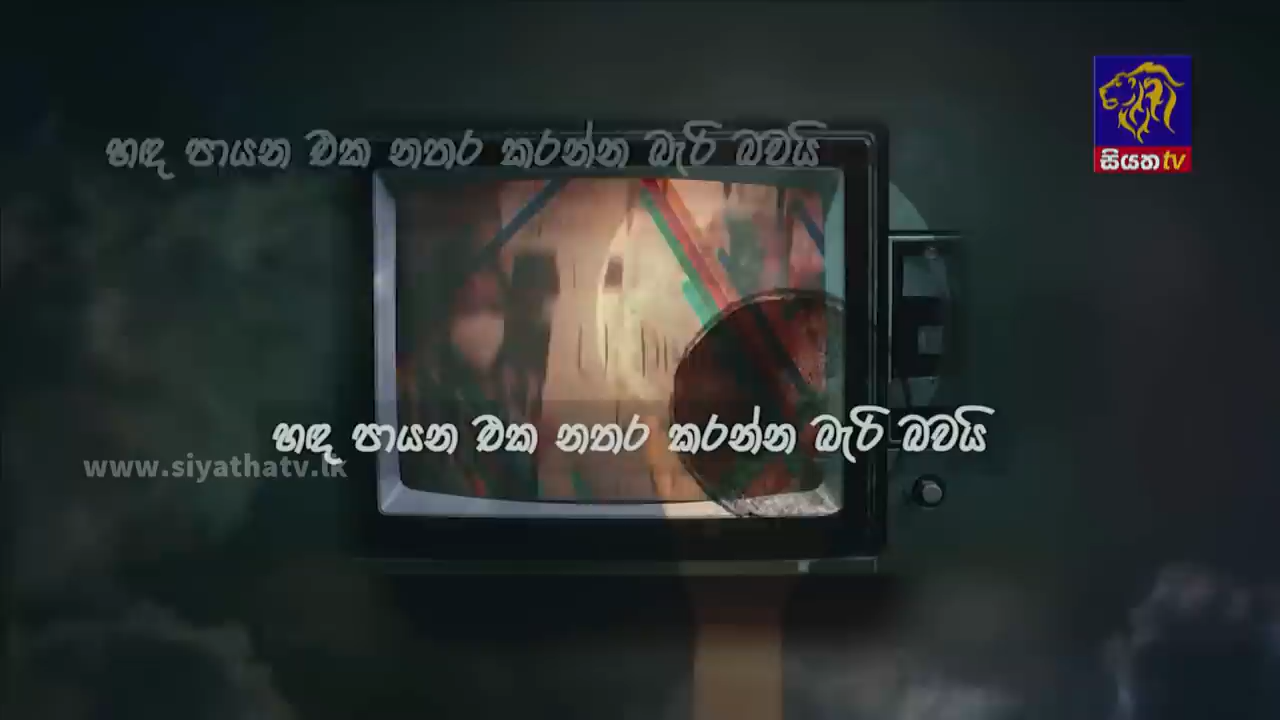 සියත tv
හඳ පායන එක නතර කරන්න බැරි බවයි
හඳ පායන එක නතර කරන්න බැරි බවයි
www.siyathatv.lk